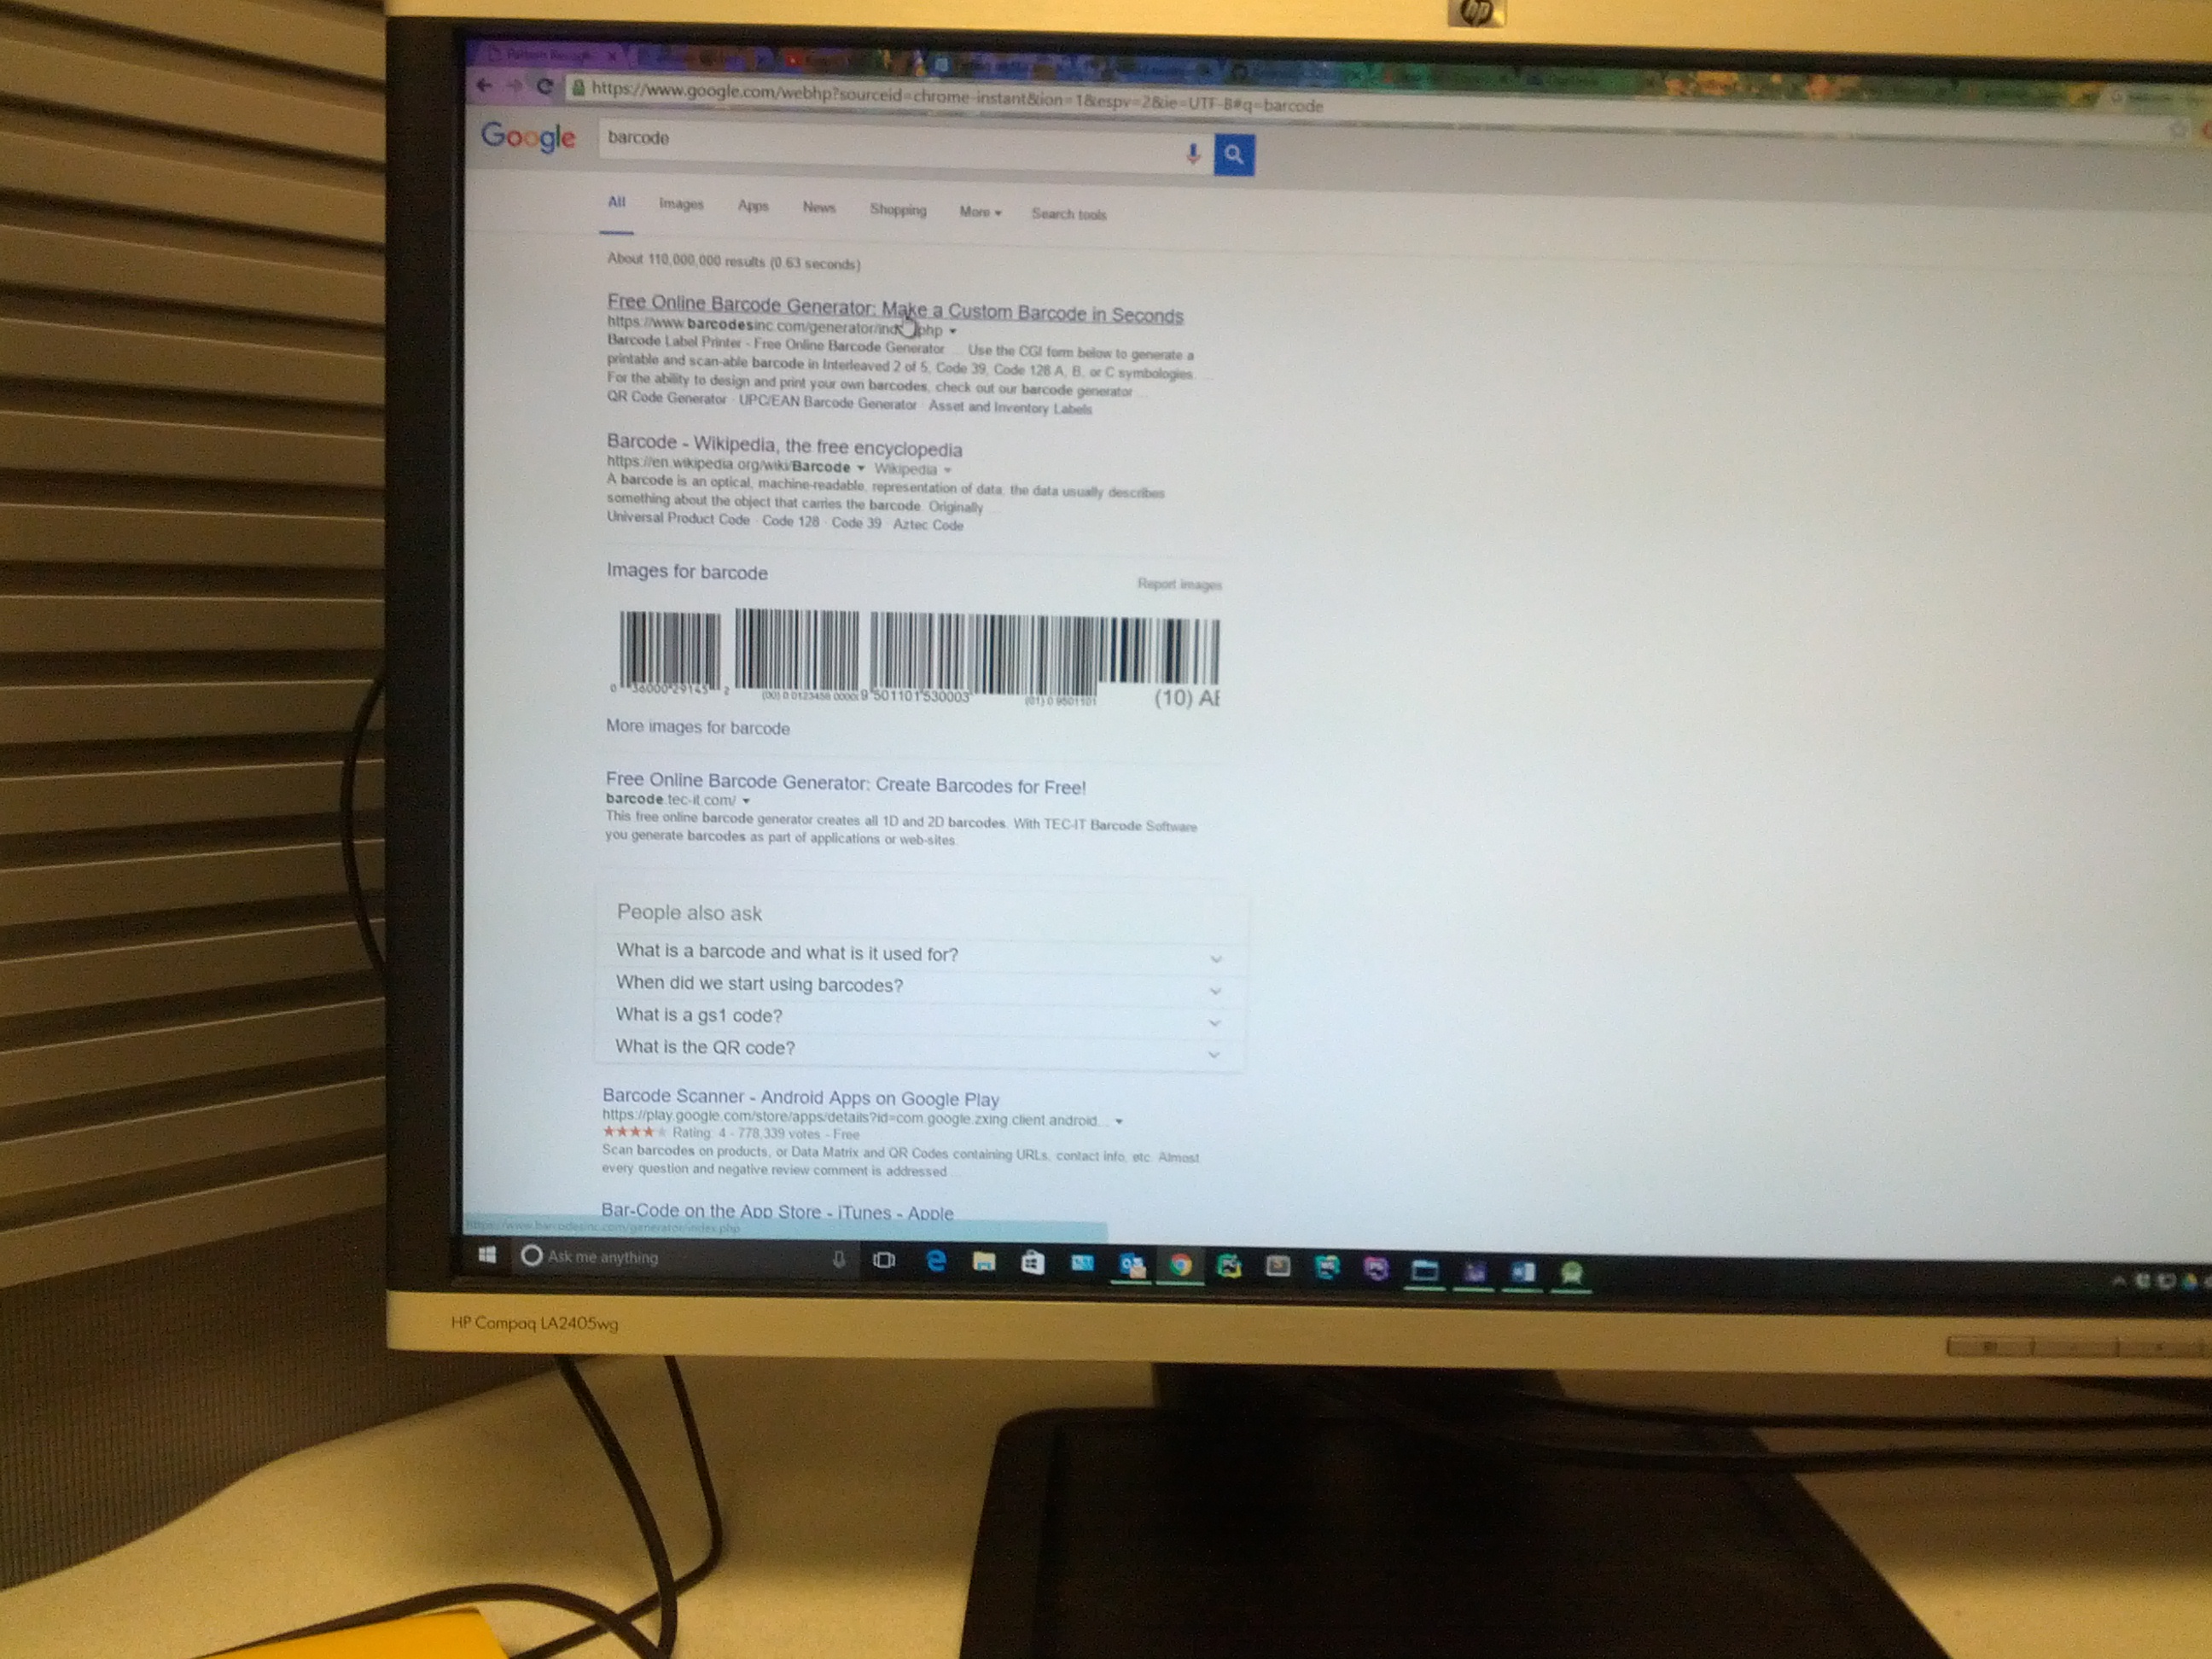 hp
https://www.google.com/webhp?sourceid=chrome-instant&ion=1&espv=2&ie=UTF-8#q=barcode
Google
barcode
All Images Apps News Shopping More Search tools
About 110,000,000 results (0.63 seconds)
Free Online Barcode Generator: Make a Custom Barcode in Seconds
https://www.barcodesinc.com/generator/index.php
Barcode Label Printer - Free Online Barcode Generator ... Use the CGI form below to generate a
printable and scan-able barcode in Interleaved 2 of 5, Code 39, Code 128 A, B, or C symbologies. ...
For the ability to design and print your own barcodes, check out our barcode generator ...
QR Code Generator · UPC/EAN Barcode Generator · Asset and Inventory Labels
Barcode - Wikipedia, the free encyclopedia
https://en.wikipedia.org/wiki/Barcode Wikipedia
A barcode is an optical, machine-readable, representation of data; the data usually describes
something about the object that carries the barcode. Originally ...
Universal Product Code · Code 128 · Code 39 · Aztec Code
Images for barcode
Report images
0 36000 29145 2
9 501101 530003
(01) 0 9501101
(10) AB
More images for barcode
Free Online Barcode Generator: Create Barcodes for Free!
barcode.tec-it.com/
This free online barcode generator creates all 1D and 2D barcodes. With TEC-IT Barcode Software
you generate barcodes as part of applications or web-sites.
People also ask
What is a barcode and what is it used for?
When did we start using barcodes?
What is a gs1 code?
What is the QR code?
Barcode Scanner - Android Apps on Google Play
https://play.google.com/store/apps/details?id=com.google.zxing.client.android...
Rating: 4 - 778,339 votes - Free
Scan barcodes on products, or Data Matrix and QR Codes containing URLs, contact info, etc. Almost
every question and negative review comment is addressed ...
Bar-Code on the App Store - iTunes - Apple
https://www.barcodesinc.com/generator/index.php
Ask me anything
HP Compaq LA2405wg